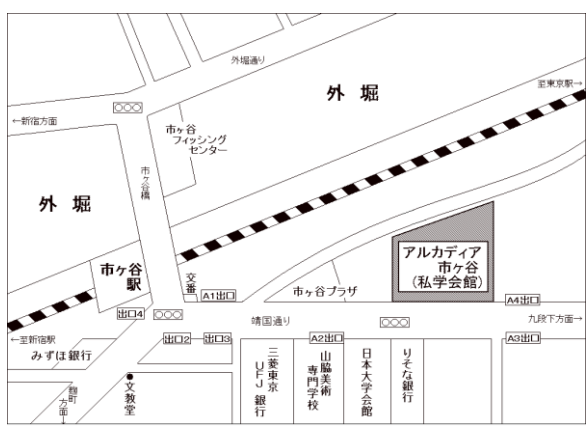 外堀通り
外　堀
至東京駅→
←新宿方面
○○○
市ヶ谷
フィッシング
センター
市ヶ谷橋
外　堀
アルカディア
市ヶ谷
(私学会館)
市ヶ谷
駅
交番
A1出口
市ヶ谷プラザ
A4出口
出口4
○○○
靖国通り
○○○
九段下方面→
←至新宿駅
みずほ銀行
出口2
出口3
A2出口
A3出口
麹町
方面→
文教堂
三菱東京
UFJ銀行
山脇美術
専門学校
日本大学会館
りそな銀行